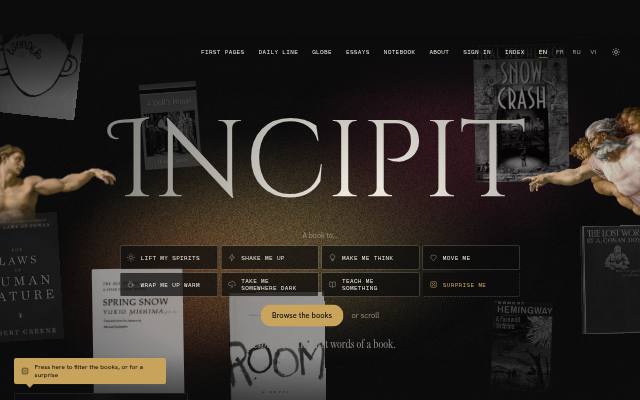 FIRST PAGES DAILY LINE GLOBE ESSAYS NOTEBOOK ABOUT SIGN IN INDEX EN FR RU VI
SNOW
CRASH
A Doll's House
INCIPIT
A book to...
LIFT MY SPIRITS
SHAKE ME UP
MAKE ME THINK
MOVE ME
WRAP ME UP WARM
TAKE ME
SOMEWHERE DARK
TEACH ME
SOMETHING
SURPRISE ME
THE LOST WORLD
LAWS
HUMAN
NATURE
ROBERT GREENE
SPRING SNOW
YUKIO MISHIMA
HEMINGWAY
A Farewell
Browse the books or scroll
words of a book.
ROOM
Press here to filter the books, or for a
surprise